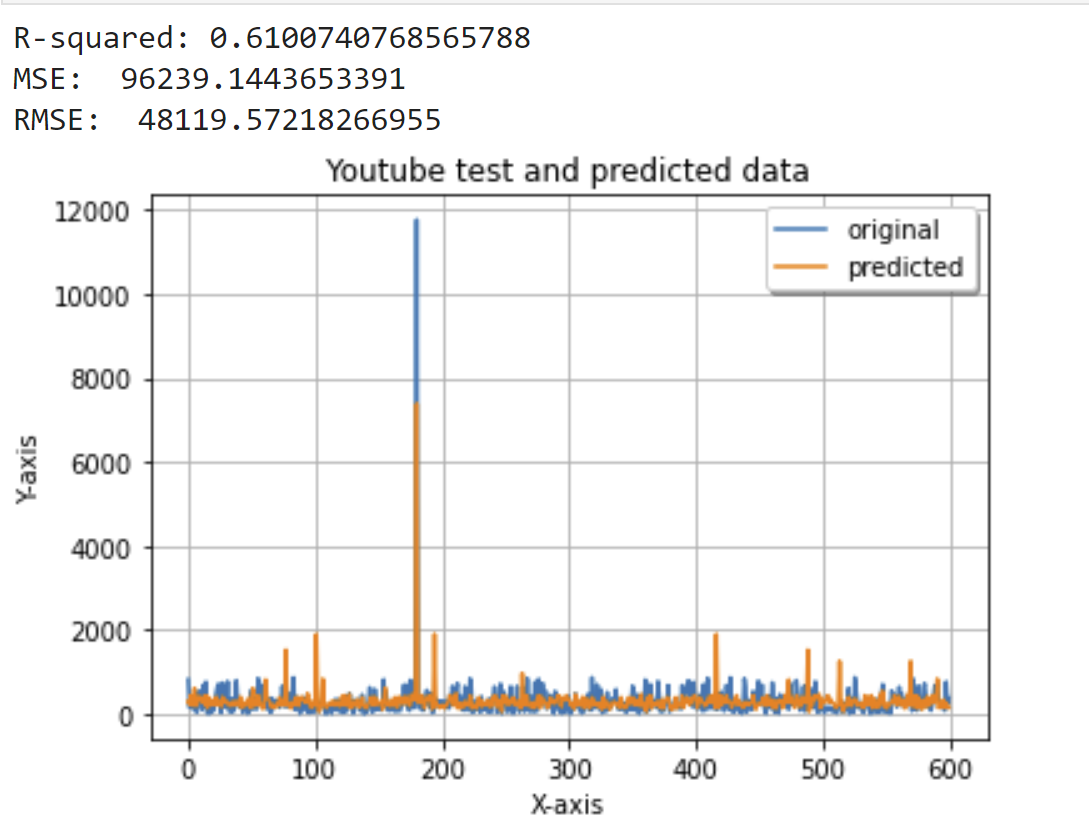 R-squared: 0.6100740768565788
MSE:  96239.1443653391
RMSE:  48119.57218266955
Youtube test and predicted data
12000
10000
8000
6000
4000
2000
0
Y-axis
original
predicted
0 100 200 300 400 500 600
X-axis